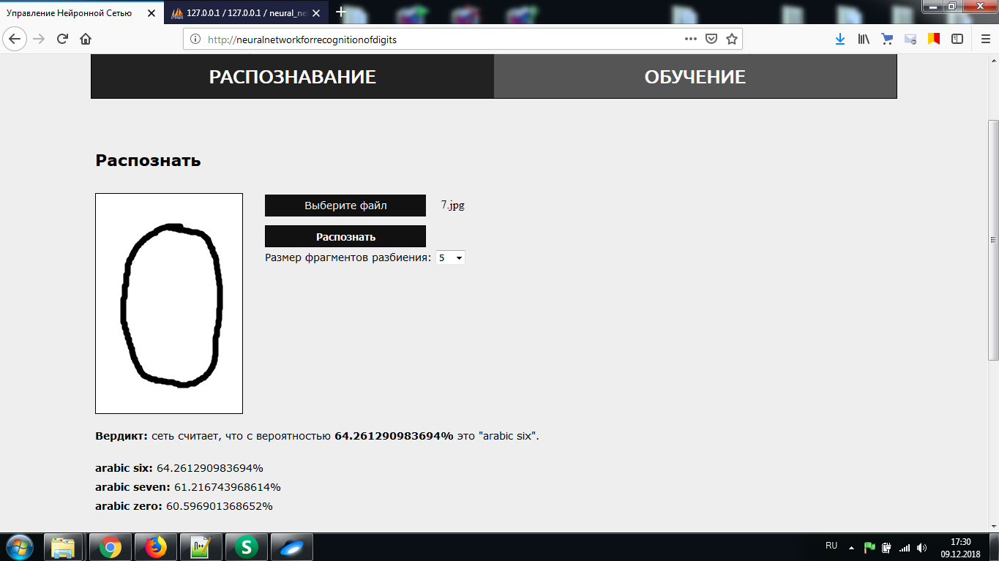 Управление Нейронной Сетью
127.0.0.1 / 127.0.0.1 / neural_ne
http://neuralnetworkforrecognitionofdigits
РАСПОЗНАВАНИЕ
ОБУЧЕНИЕ
Распознать
Выберите файл
7.jpg
Распознать
Размер фрагментов разбиения: 5
Вердикт: сеть считает, что с вероятностью 64.261290983694% это "arabic six".
arabic six: 64.261290983694%
arabic seven: 61.216743968614%
arabic zero: 60.596901368652%
RU
17:30
09.12.2018